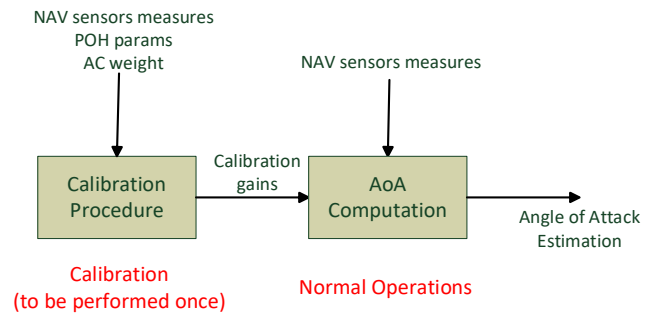 NAV sensors measures
POH params
AC weight
NAV sensors measures
Calibration
Procedure
Calibration
gains
AoA
Computation
Angle of Attack
Estimation
Calibration
(to be performed once)
Normal Operations